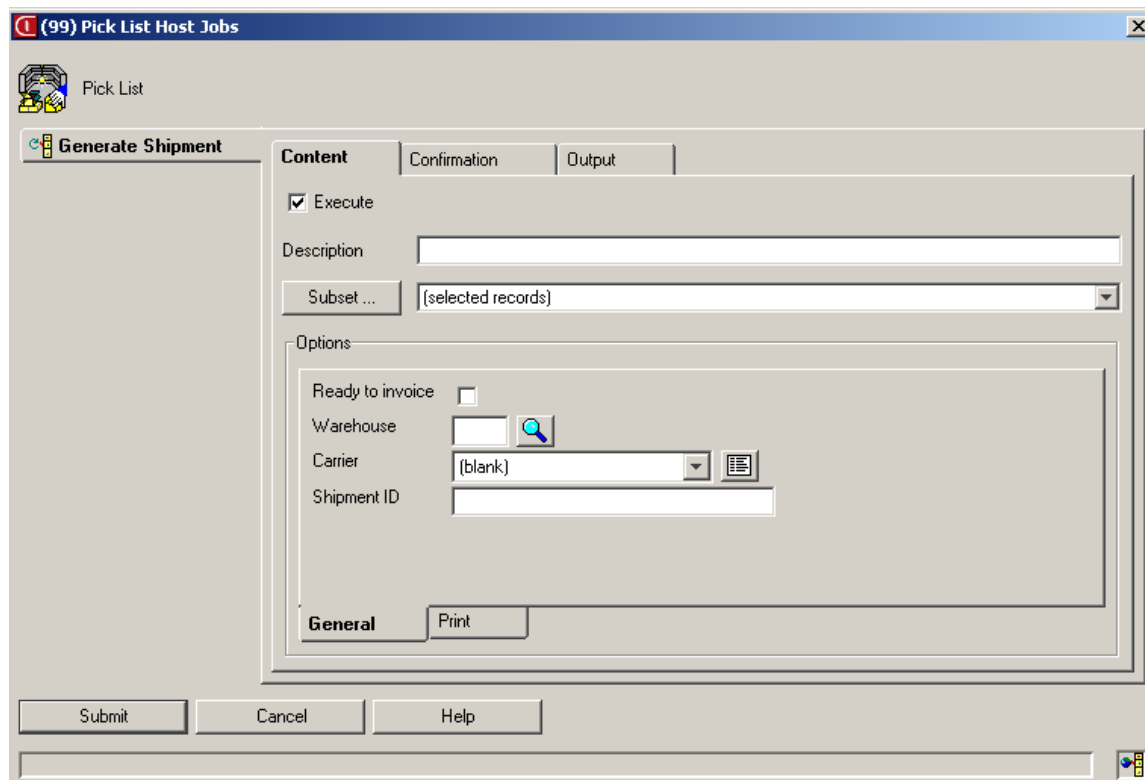 (99) Pick List Host Jobs
Pick List
Generate Shipment
Content Confirmation Output
Execute
Description
Subset ... (selected records)
Options
Ready to invoice
Warehouse
Carrier (blank)
Shipment ID
General Print
Submit Cancel Help